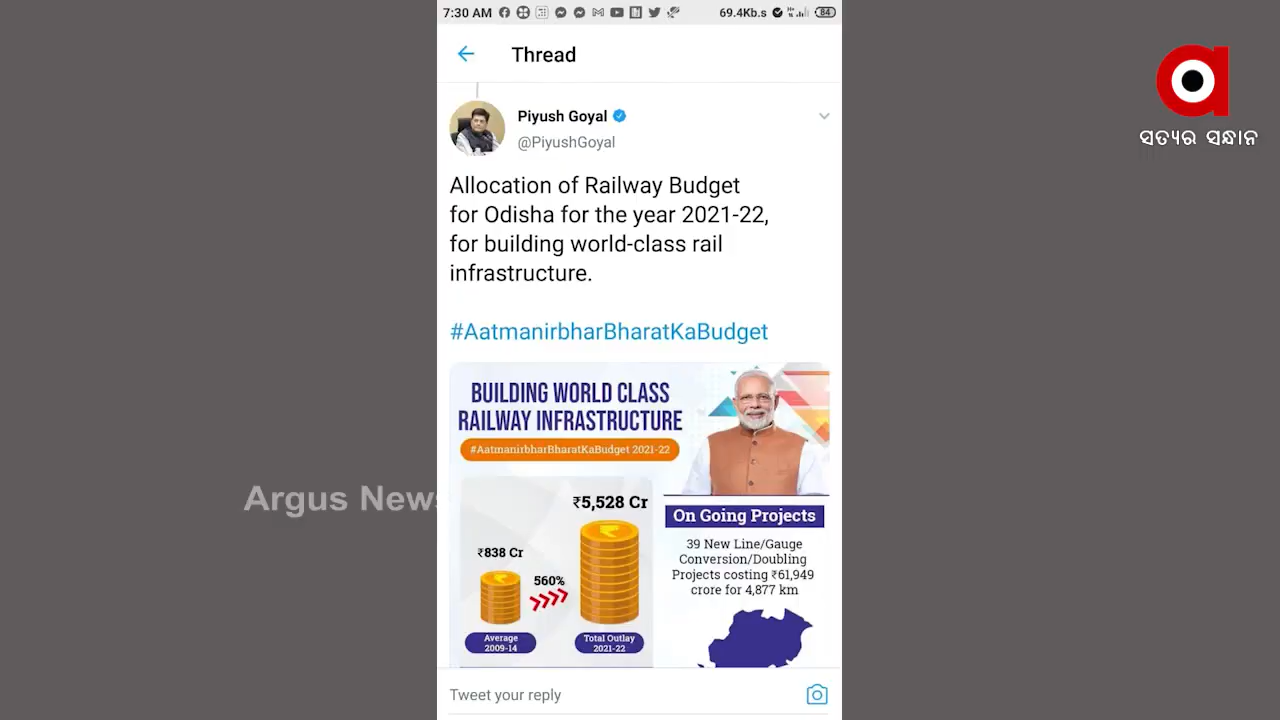 7:30 AM
69.4Kb.s
84
Thread
ସତ୍ୟର ସନ୍ଧାନ
Piyush Goyal
@PiyushGoyal
Allocation of Railway Budget
for Odisha for the year 2021-22,
for building world-class rail
infrastructure.
#AatmanirbharBharatKaBudget
BUILDING WORLD CLASS
RAILWAY INFRASTRUCTURE
#AatmanirbharBharatKaBudget 2021-22
Argus News
₹5,528 Cr
₹838 Cr
560%
Average
2009-14
Total Outlay
2021-22
On Going Projects
39 New Line/Gauge
Conversion/Doubling
Projects costing ₹61,949
crore for 4,877 km
Tweet your reply